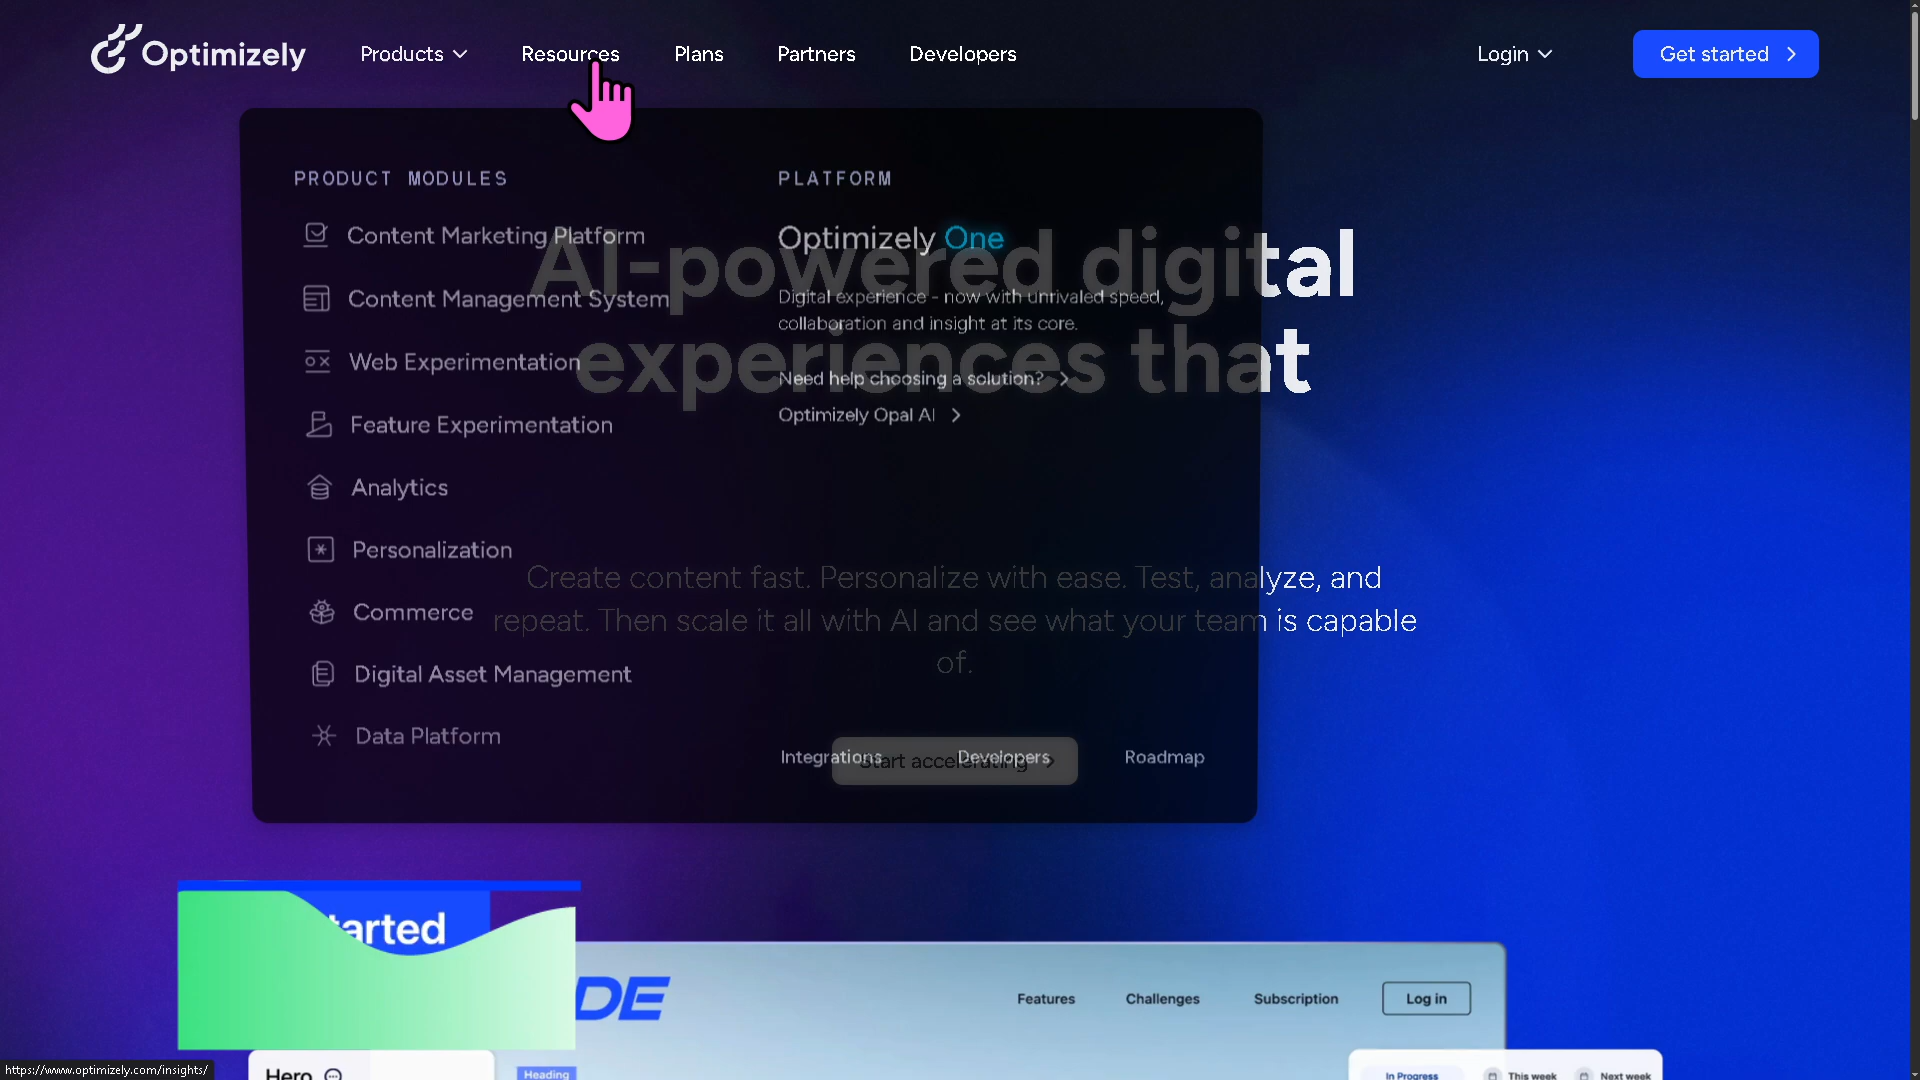 Optimizely
Products
Resources
Plans
Partners
Developers
Login
Get started
PRODUCT MODULES
Content Marketing Platform
Content Management System
Web Experimentation
Feature Experimentation
Analytics
Personalization
Commerce
Digital Asset Management
Data Platform
PLATFORM
Optimizely One
Digital experience - now with unrivaled speed,
collaboration and insight at its core.
Need help choosing a solution?
Optimizely Opal AI
Integrations
Developers
Roadmap
AI-powered digital
experiences that
Create content fast. Personalize with ease. Test, analyze, and
repeat. Then scale it all with AI and see what your team is capable
of.
Start accelerating
arted
DE
Features
Challenges
Subscription
Log in
Hero
Heading
In Progress
This week
Next week
https://www.optimizely.com/insights/